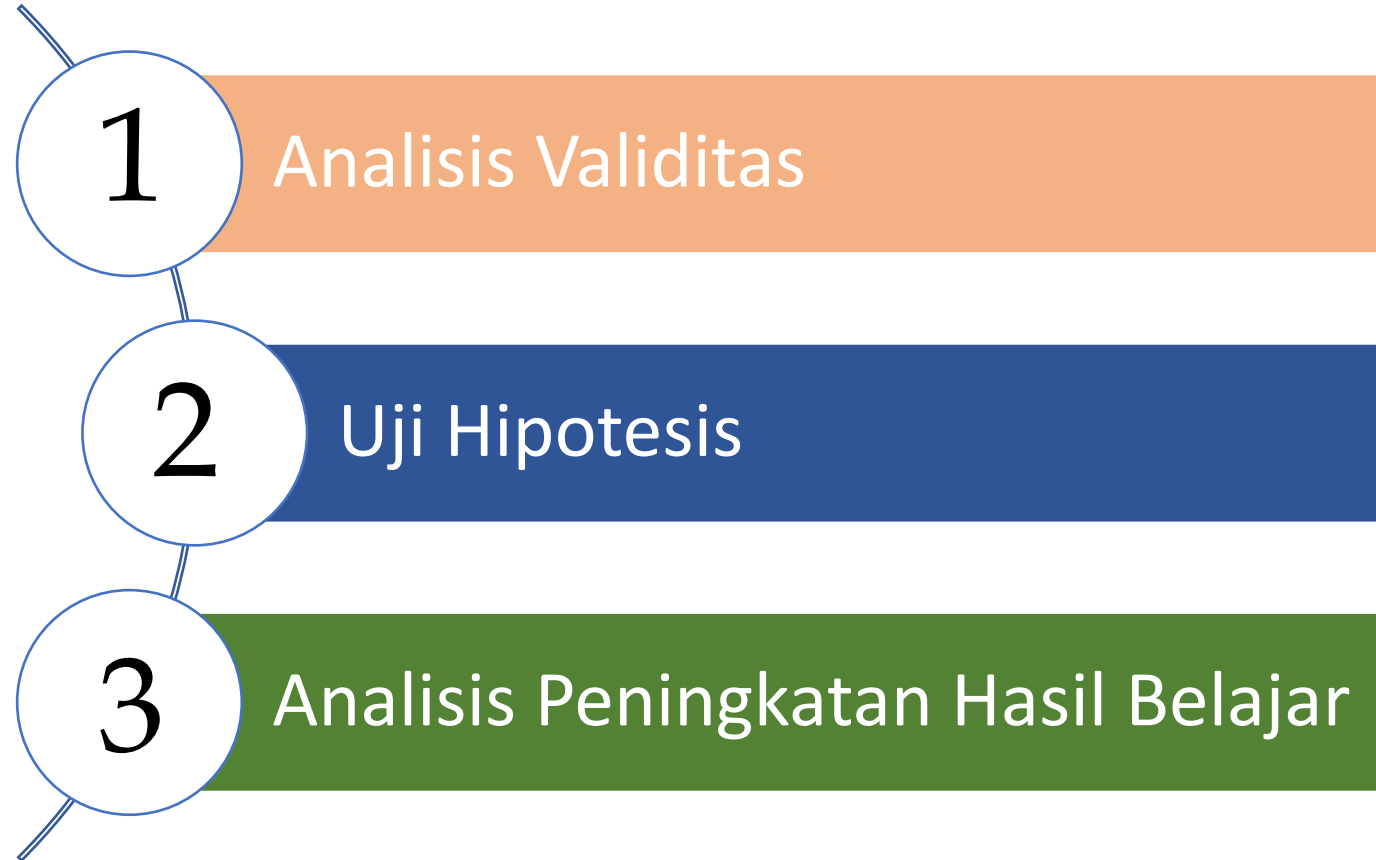 1
Analisis Validitas
2
Uji Hipotesis
3
Analisis Peningkatan Hasil Belajar